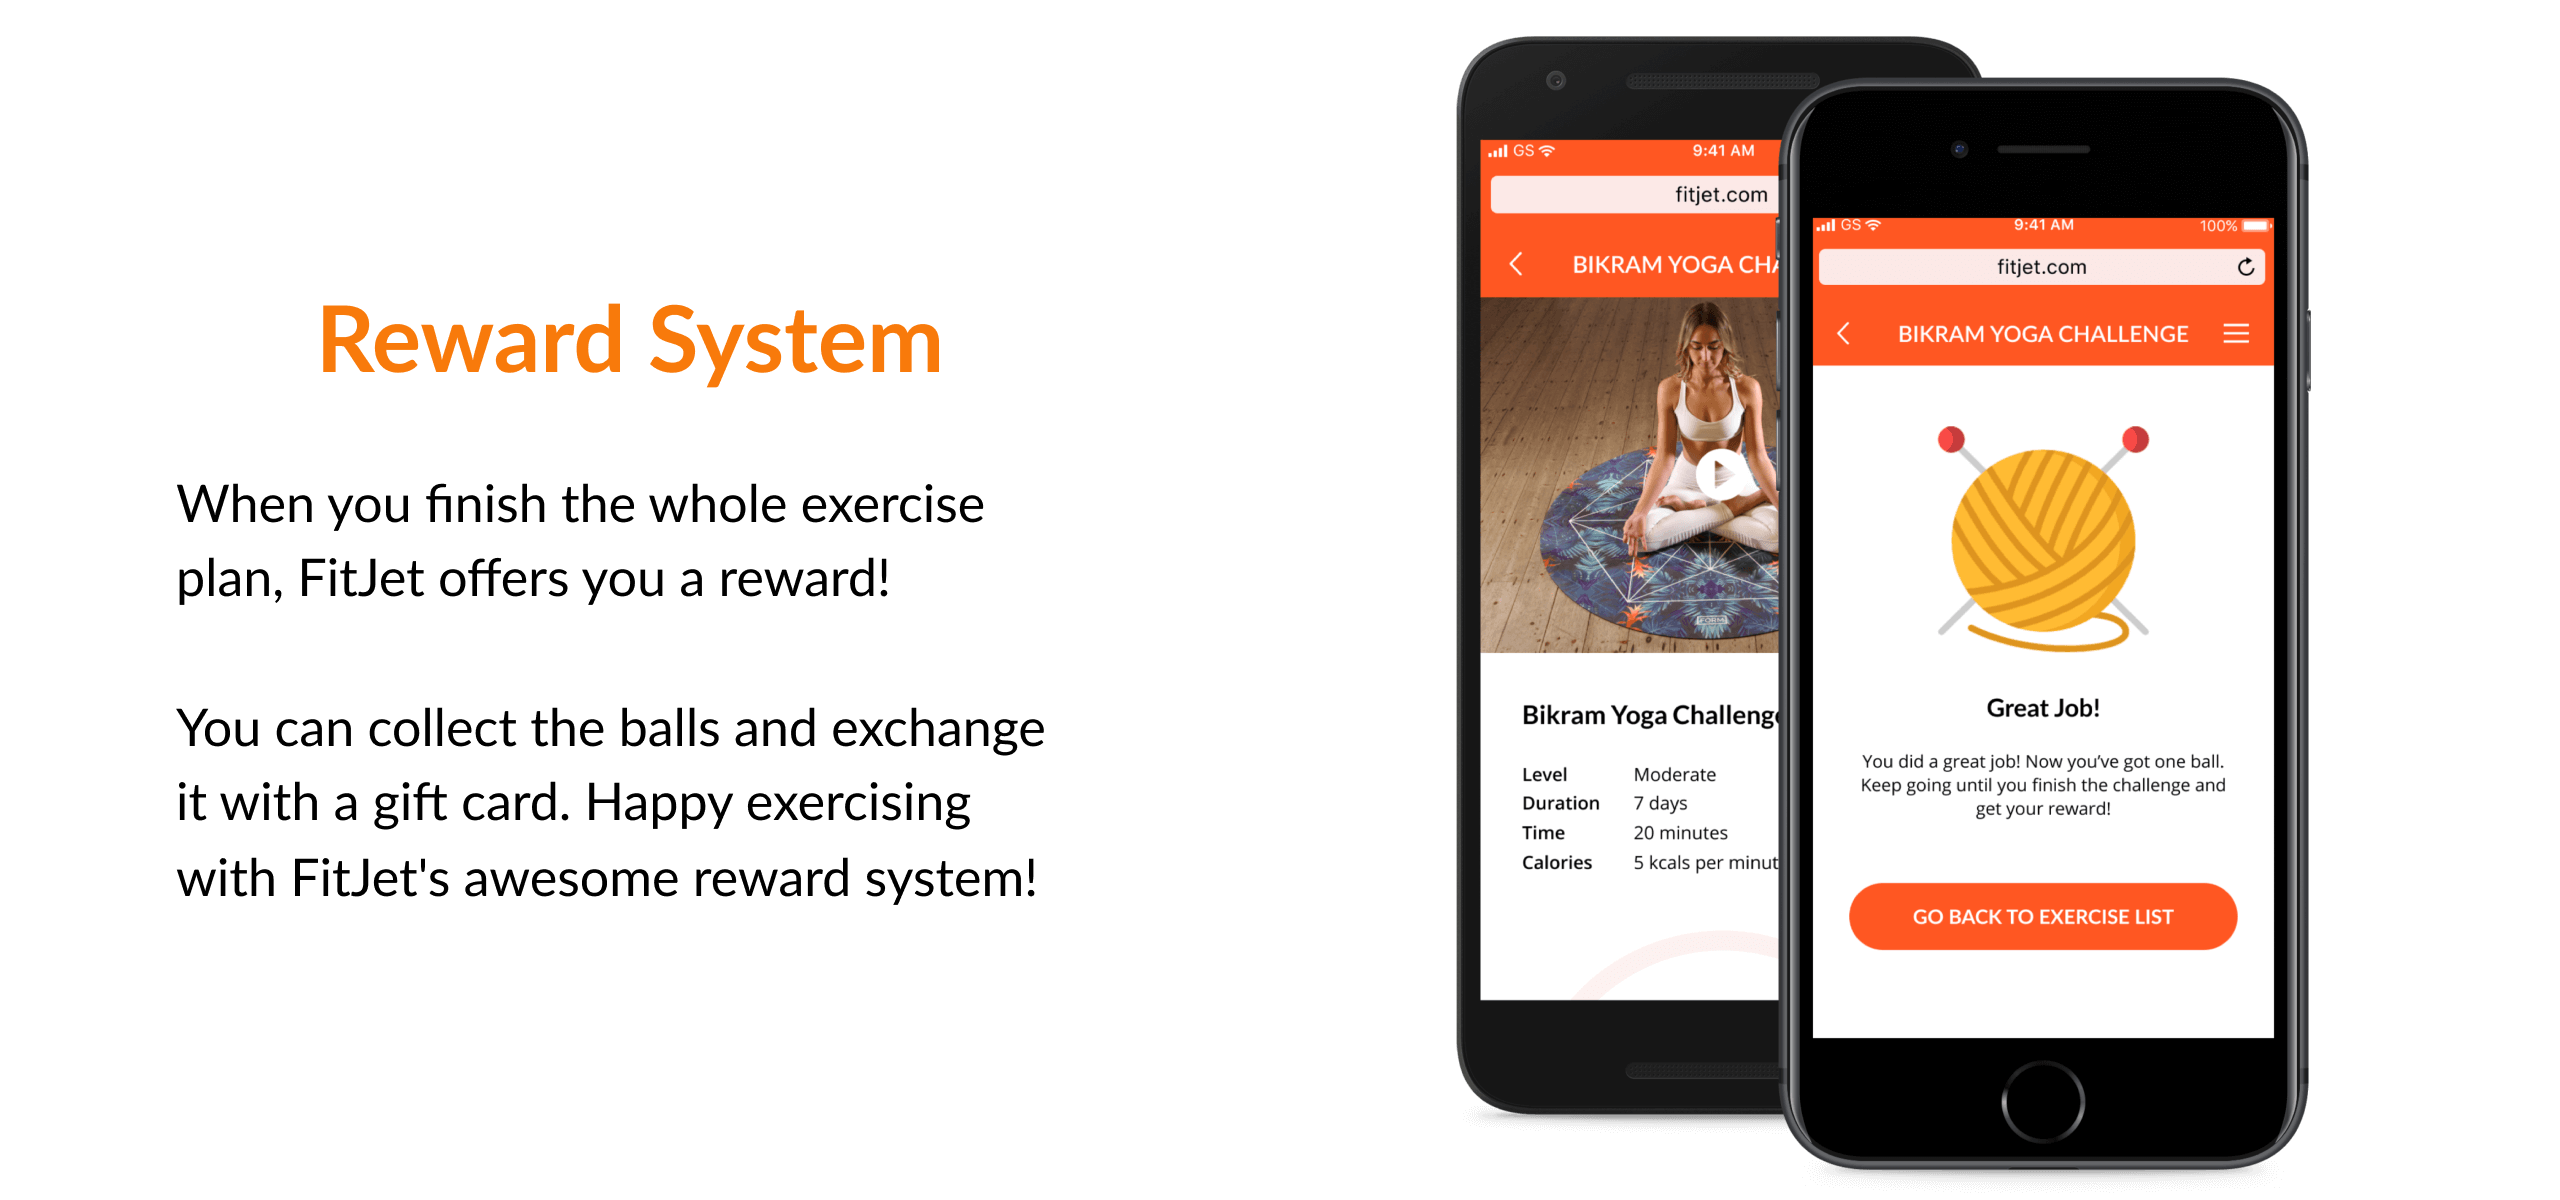 Reward System
When you finish the whole exercise
plan, FitJet offers you a reward!
You can collect the balls and exchange
it with a gift card. Happy exercising
with FitJet's awesome reward system!
GS
9:41 AM
fitjet.com
BIKRAM YOGA CHA
FORM
Bikram Yoga Challenge
Level Moderate
Duration 7 days
Time 20 minutes
Calories 5 kcals per minut
GS 9:41 AM 100%
fitjet.com
BIKRAM YOGA CHALLENGE
Great Job!
You did a great job! Now you’ve got one ball.
Keep going until you finish the challenge and
get your reward!
GO BACK TO EXERCISE LIST